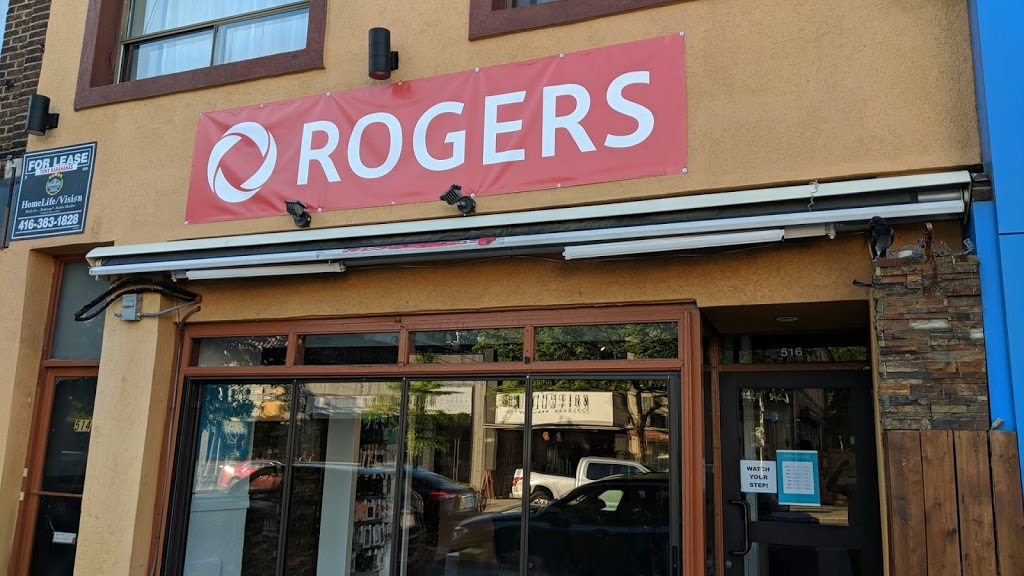 ROGERS
FOR LEASE
HomeLife/Vision
416-383-1828
516
514
WATCH
YOUR
STEP!